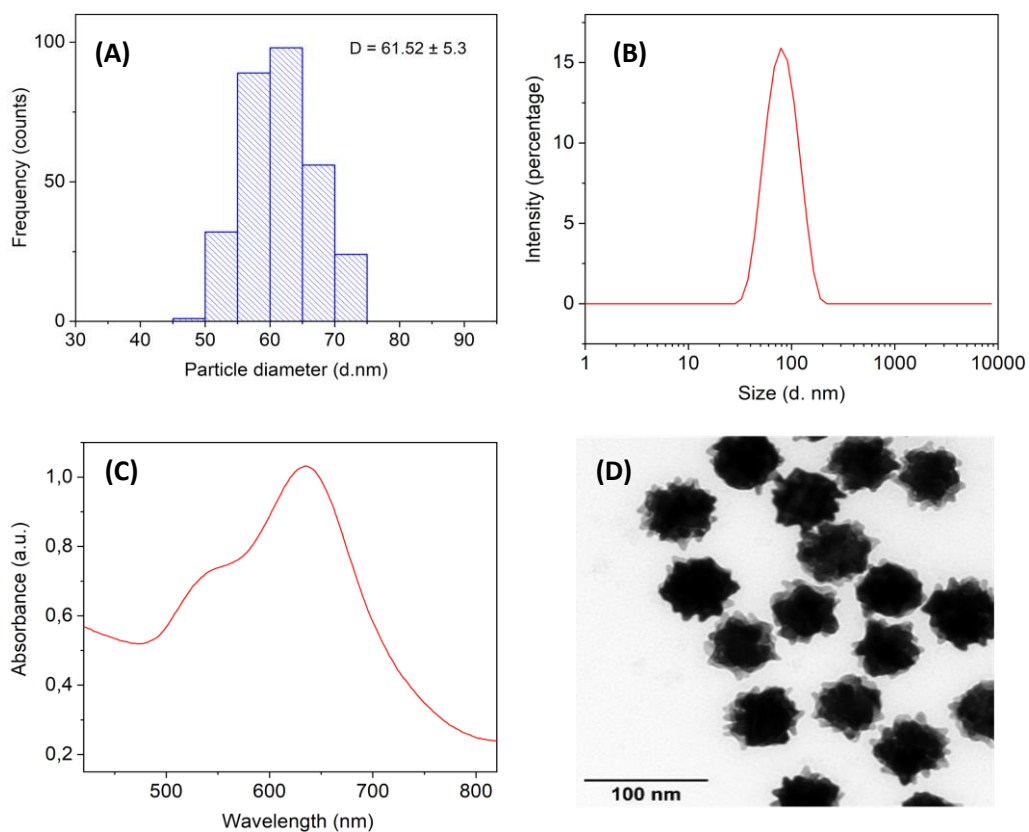 (A)
D = 61.52 ± 5.3
100
50
0
30 40 50 60 70 80 90
Frequency (counts)
Particle diameter (d.nm)
(B)
15
10
5
0
1 10 100 1000 10000
Intensity (percentage)
Size (d. nm)
(C)
1,0
0,8
0,6
0,4
0,2
500 600 700 800
Absorbance (a.u.)
Wavelength (nm)
(D)
100 nm